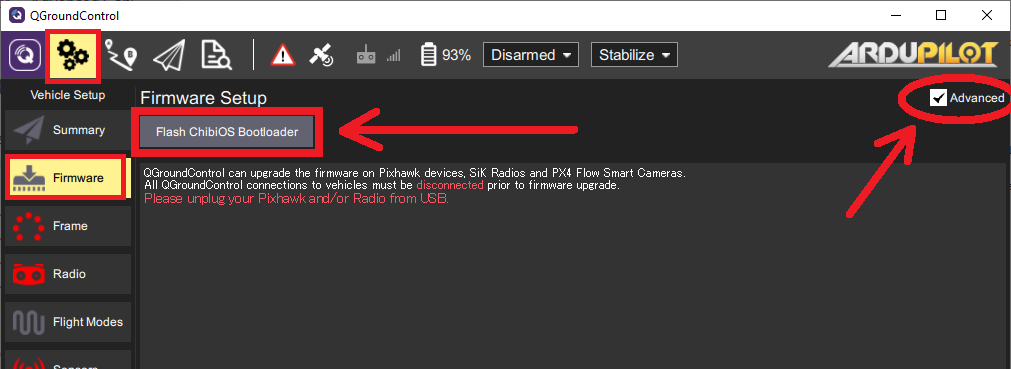 QGroundControl
93%
Disarmed
Stabilize
ARDUPILOT
Vehicle Setup
Firmware Setup
Advanced
Summary
Flash ChibiOS Bootloader
Firmware
QGroundControl can upgrade the firmware on Pixhawk devices, SiK Radios and PX4 Flow Smart Cameras.
All QGroundControl connections to vehicles must be disconnected prior to firmware upgrade.
Please unplug your Pixhawk and/or Radio from USB.
Frame
Radio
Flight Modes
Sensors